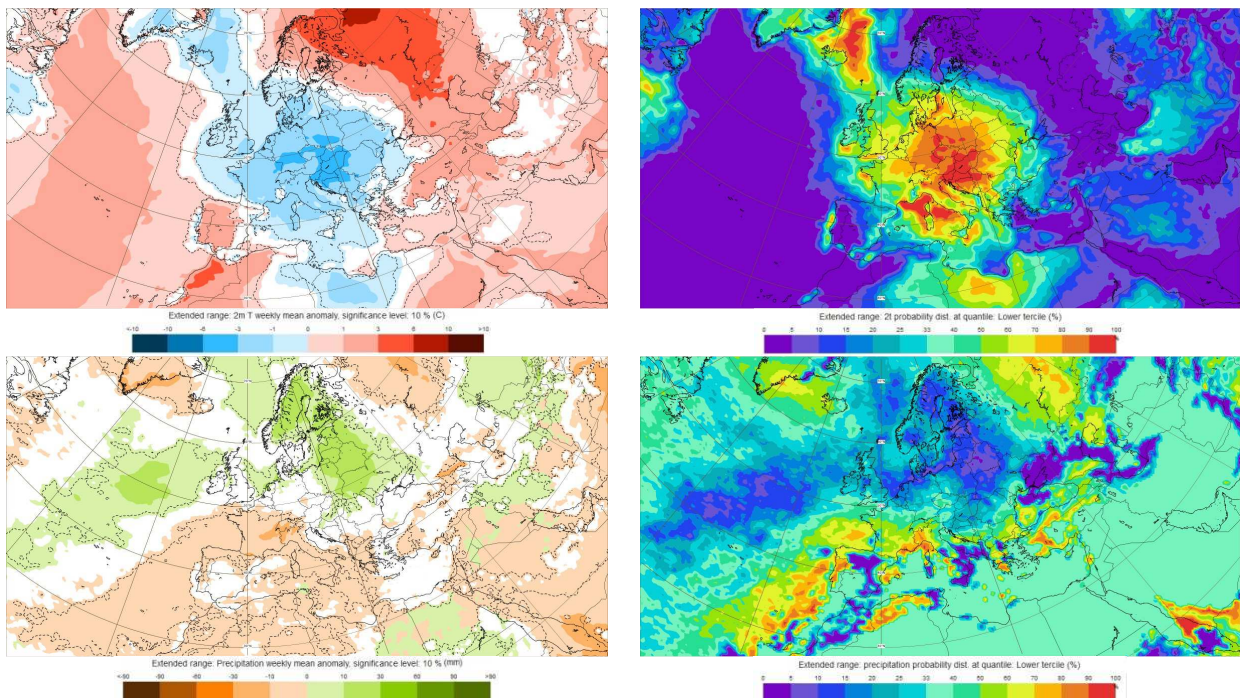 Extended range: 2m T weekly mean anomaly, significance level: 10 % (C)
<-10 -10 -6 -3 -1 0 1 3 6 10 >10
Extended range: 2t probability dist. at quantile: Lower tercile (%)
0 5 10 15 20 25 33 40 50 60 70 80 90 100
Extended range: Precipitation weekly mean anomaly, significance level: 10 % (mm)
<-90 -90 -60 -30 -10 0 10 30 60 90 >90
Extended range: precipitation probability dist. at quantile: Lower tercile (%)
0 5 10 15 20 25 33 40 50 60 70 80 90 100